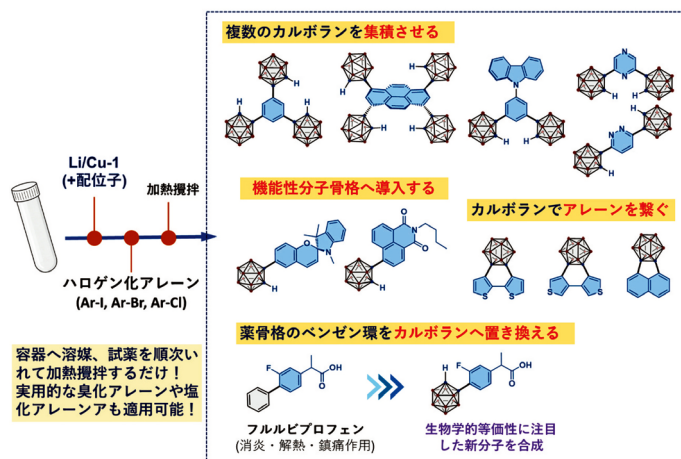 複数のカルボランを集積させる
H
H
H
H
H
H
H
N
H
H
N
N
H
H
N
N
H
H
Li/Cu-1
(+配位子)
加熱攪拌
ハロゲン化アレーン
(Ar-I, Ar-Br, Ar-Cl)
容器へ溶媒、試薬を順次い
れて加熱攪拌するだけ！
実用的な臭化アレーンや塩
化アレーンアも適用可能！
機能性分子骨格へ導入する
O
N
H
O
N
O
H
カルボランでアレーンを繋ぐ
S
S
S
S
薬骨格のベンゼン環をカルボランへ置き換える
F
OH
O
H
F
OH
O
フルルビプロフェン
(消炎・解熱・鎮痛作用)
生物学的等価性に注目
した新分子を合成